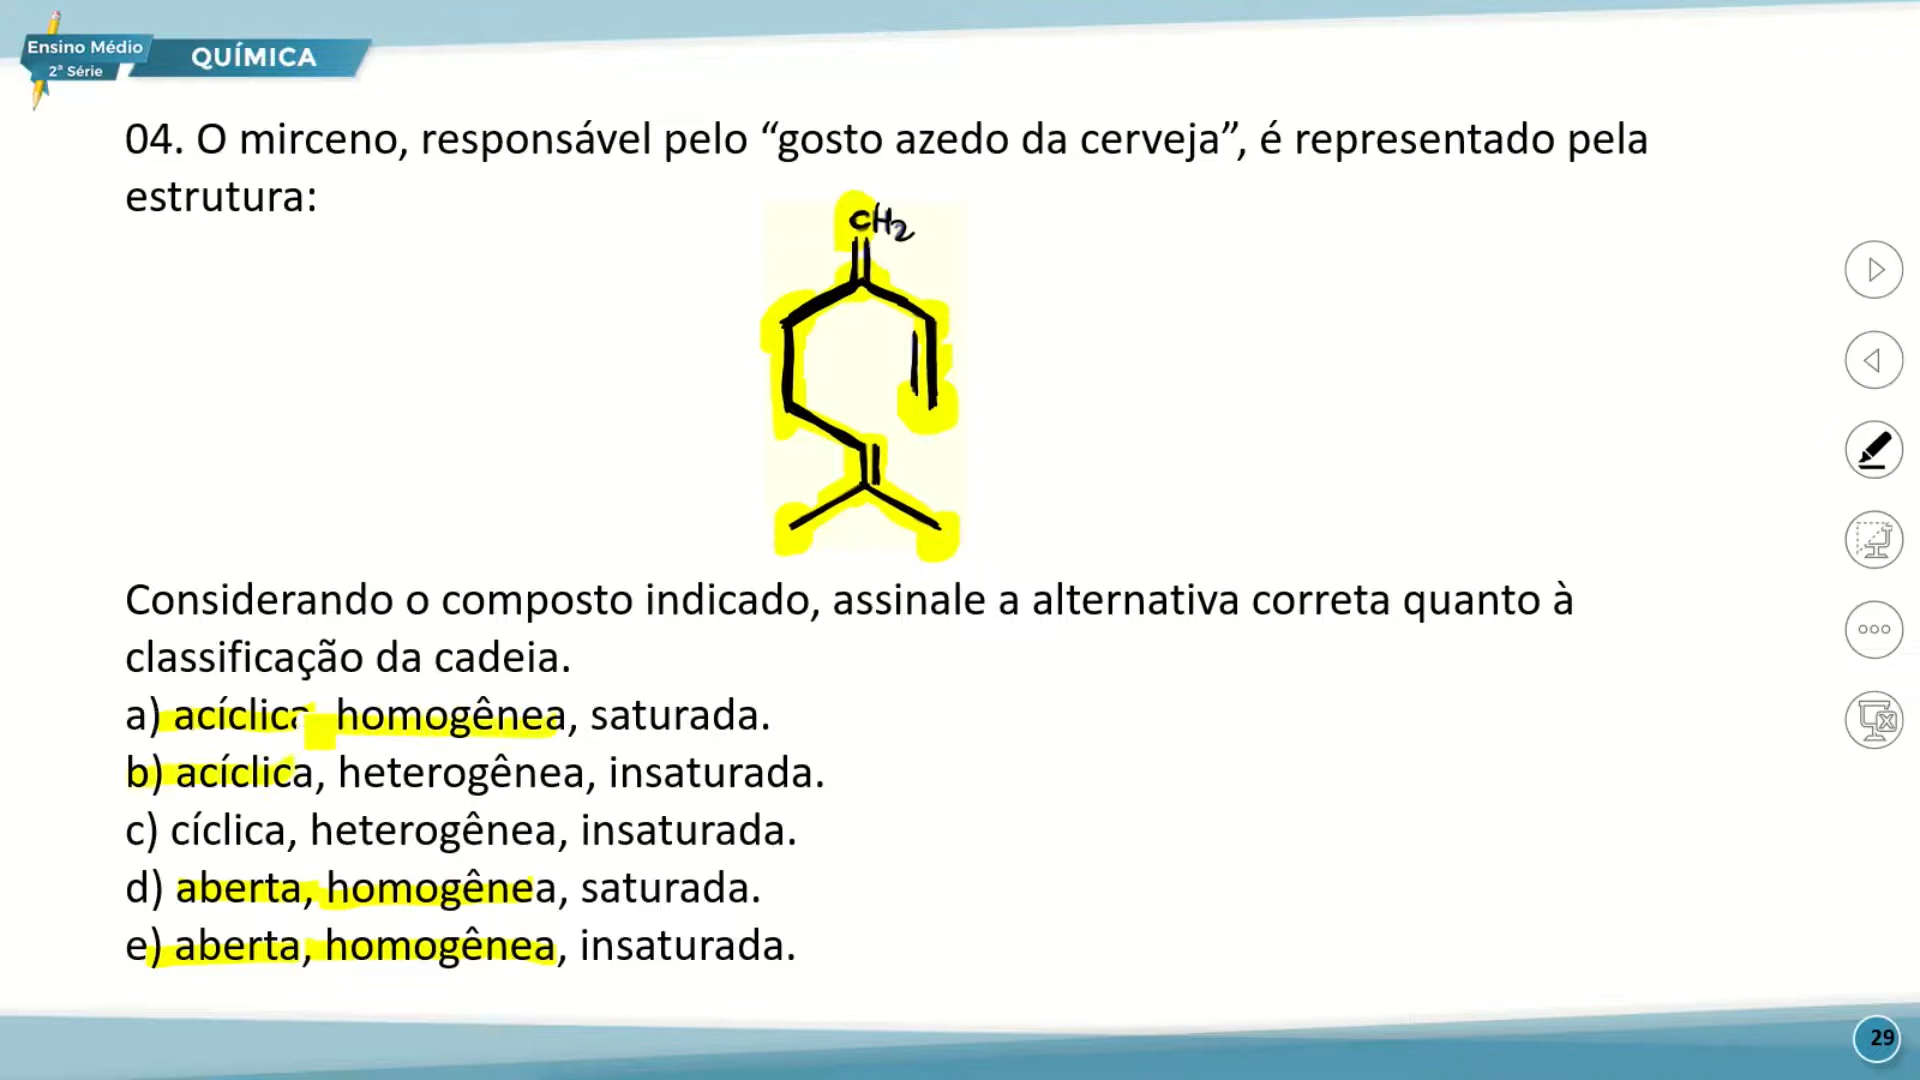 Ensino Médio
2ª Série
QUÍMICA
04. O mirceno, responsável pelo “gosto azedo da cerveja”, é representado pela
estrutura:
CH2
Considerando o composto indicado, assinale a alternativa correta quanto à
classificação da cadeia.
a) acíclica, homogênea, saturada.
b) acíclica, heterogênea, insaturada.
c) cíclica, heterogênea, insaturada.
d) aberta, homogênea, saturada.
e) aberta, homogênea, insaturada.
29